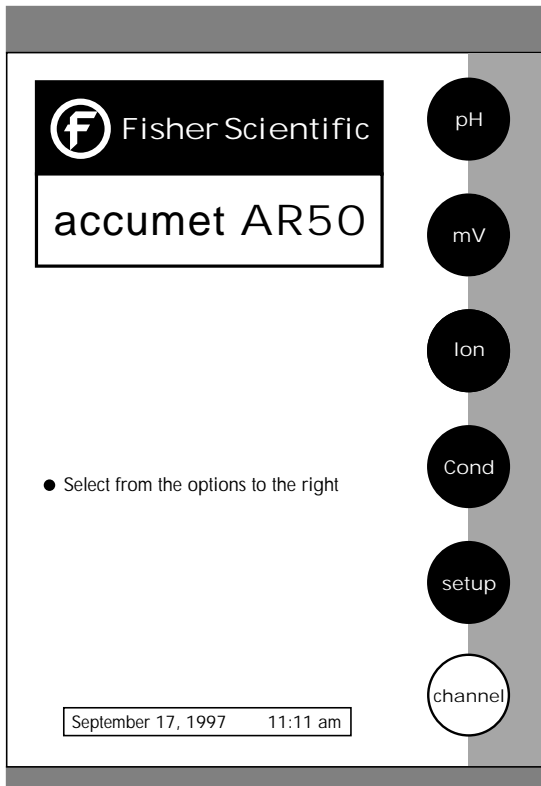 Fisher Scientific
accumet AR50
pH
mV
Ion
Cond
setup
channel
● Select from the options to the right
September 17, 1997 11:11 am